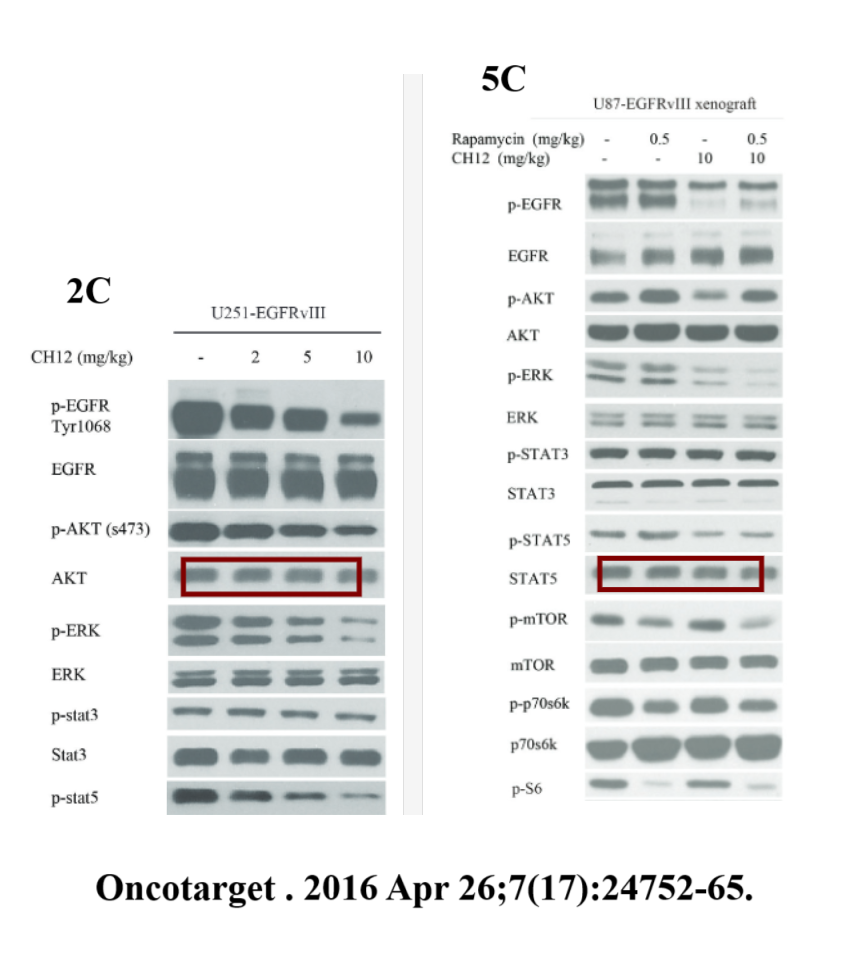 5C
U87-EGFRvIII xenograft
Rapamycin (mg/kg) - 0.5 - 0.5
CH12 (mg/kg) - - 10 10
p-EGFR
EGFR
p-AKT
AKT
p-ERK
ERK
p-STAT3
STAT3
p-STAT5
STAT5
p-mTOR
mTOR
p-p70s6k
p70s6k
p-S6
2C
U251-EGFRvIII
CH12 (mg/kg) - 2 5 10
p-EGFR
Tyr1068
EGFR
p-AKT (s473)
AKT
p-ERK
ERK
p-stat3
Stat3
p-stat5
Oncotarget . 2016 Apr 26;7(17):24752-65.